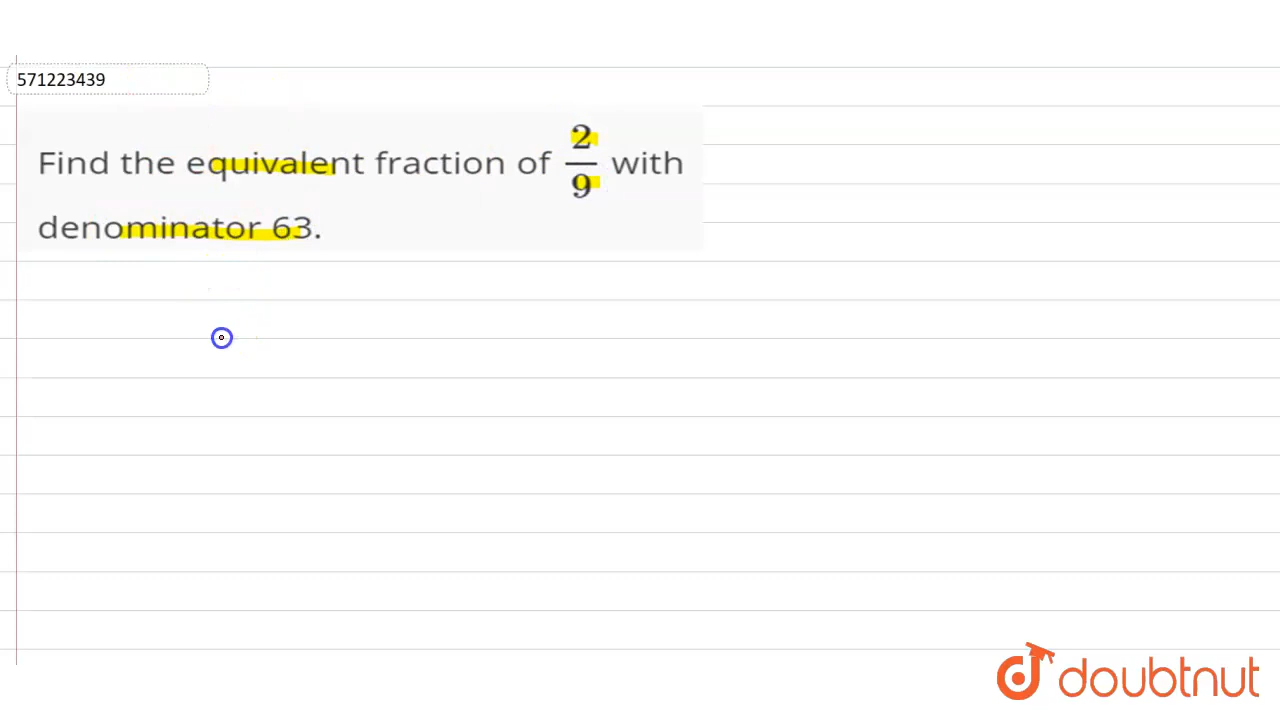 571223439
Find the equivalent fraction of 2/9 with
denominator 63.
doubtnut